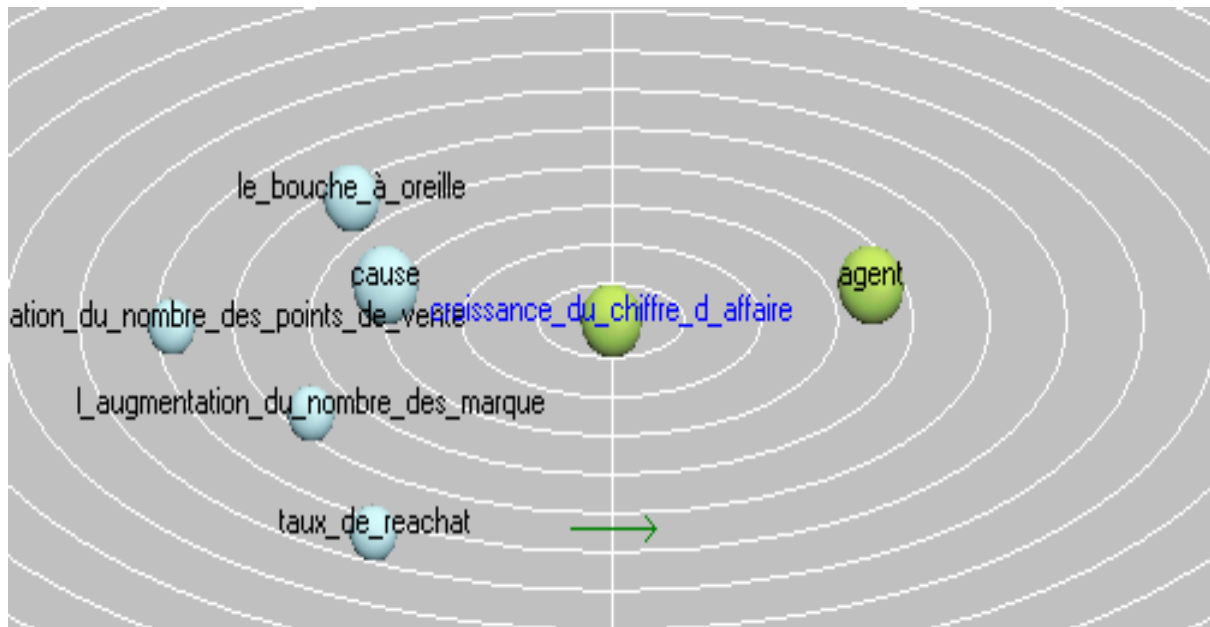 le_bouche_à_oreille
cause
agent
croissance_du_chiffre_d_affaire
ation_du_nombre_des_points_de_vente
l_augmentation_du_nombre_des_marque
taux_de_reachat